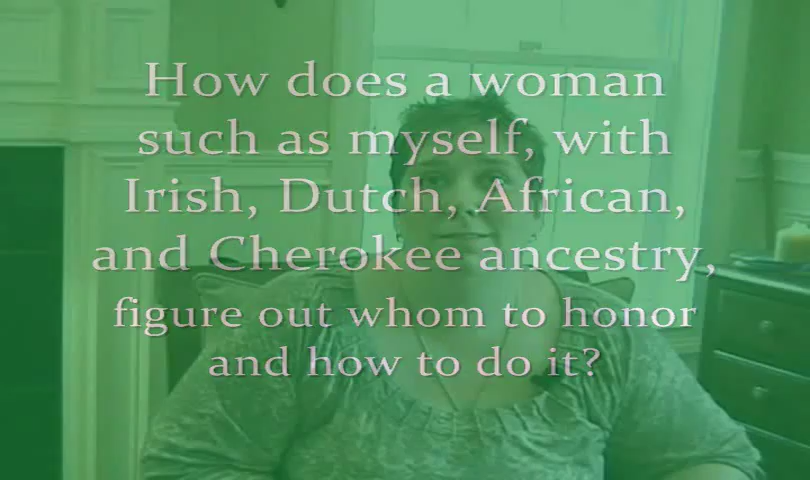 How does a woman
such as myself, with
Irish, Dutch, African,
and Cherokee ancestry,
figure out whom to honor
and how to do it?